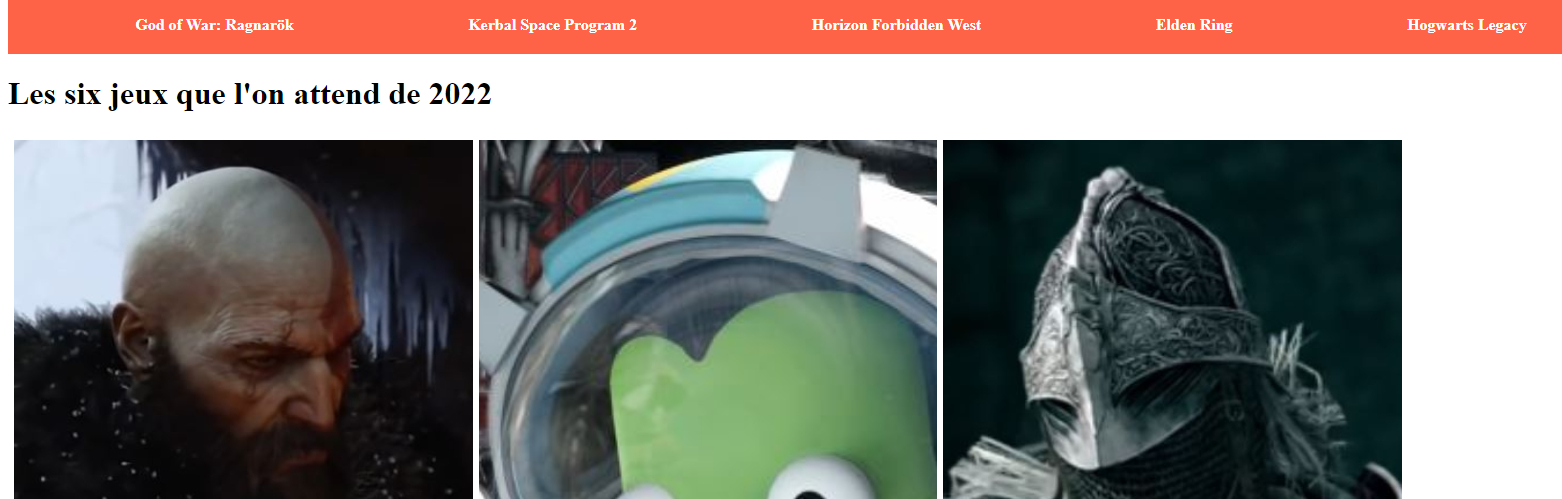 God of War: Ragnarök Kerbal Space Program 2 Horizon Forbidden West Elden Ring Hogwarts Legacy
Les six jeux que l'on attend de 2022